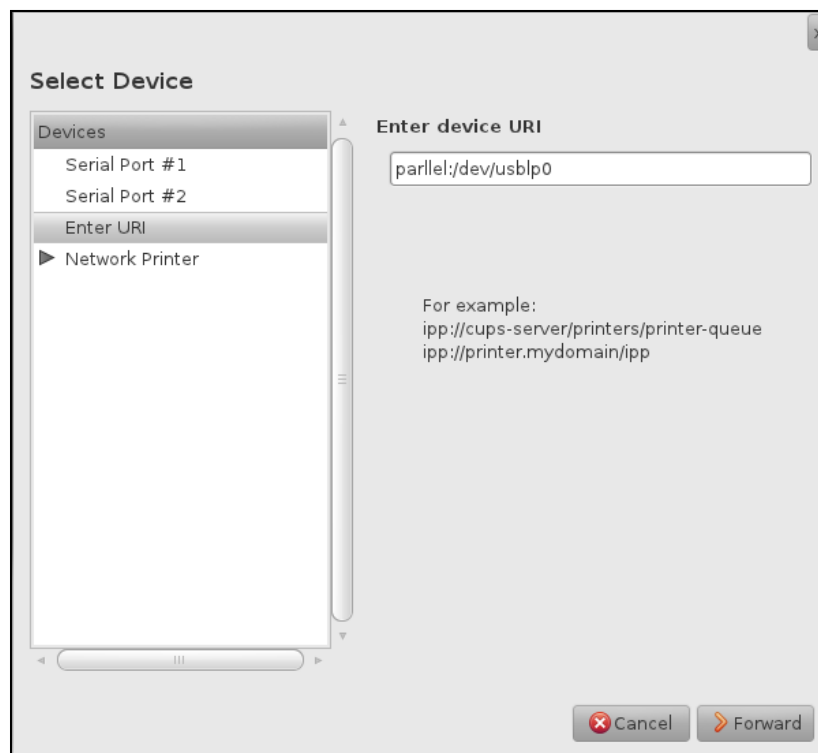 Select Device
Devices
Serial Port #1
Serial Port #2
Enter URI
Network Printer
Enter device URI
parllel:/dev/usblp0
For example:
ipp://cups-server/printers/printer-queue
ipp://printer.mydomain/ipp
Cancel
Forward